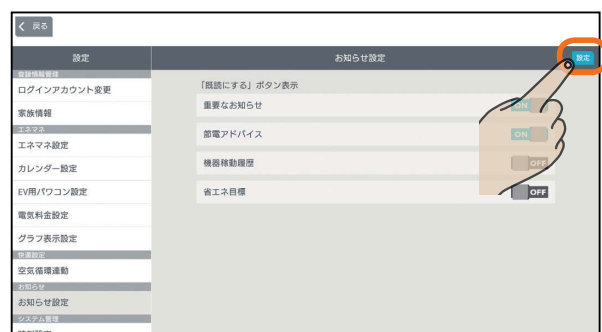 戻る
設定
お知らせ設定
設定
登録情報管理
ログインアカウント変更
家族情報
エネマネ
エネマネ設定
カレンダー設定
EV用パワコン設定
電気料金設定
グラフ表示設定
快適設定
空気循環連動
お知らせ
お知らせ設定
システム管理
「既読にする」ボタン表示
重要なお知らせ
ON
節電アドバイス
ON
機器移動履歴
OFF
省エネ目標
OFF